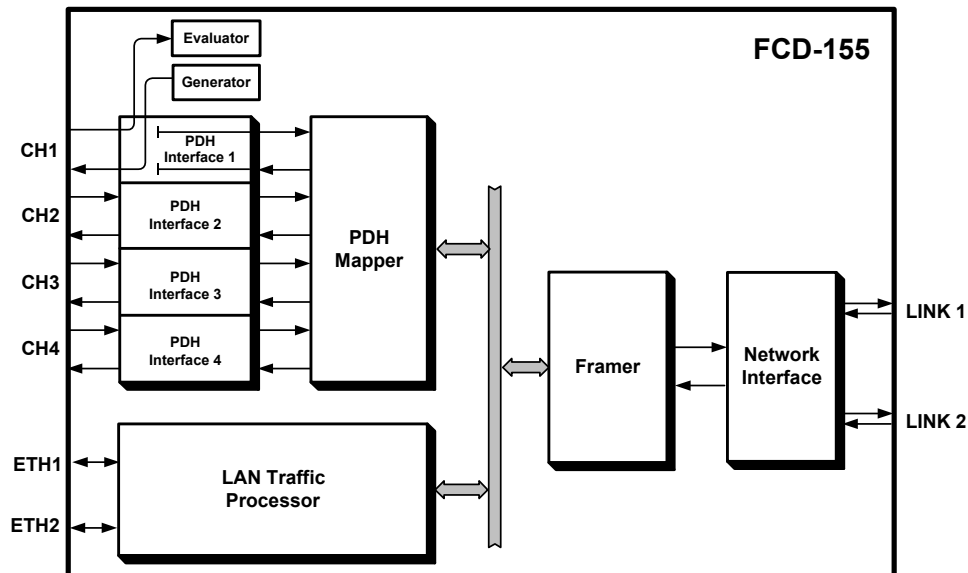 Evaluator
FCD-155
Generator
CH1
PDH
Interface 1
CH2
PDH
Interface 2
PDH
Mapper
CH3
PDH
Interface 3
CH4
PDH
Interface 4
Framer
Network
Interface
LINK 1
LINK 2
ETH1
LAN Traffic
Processor
ETH2